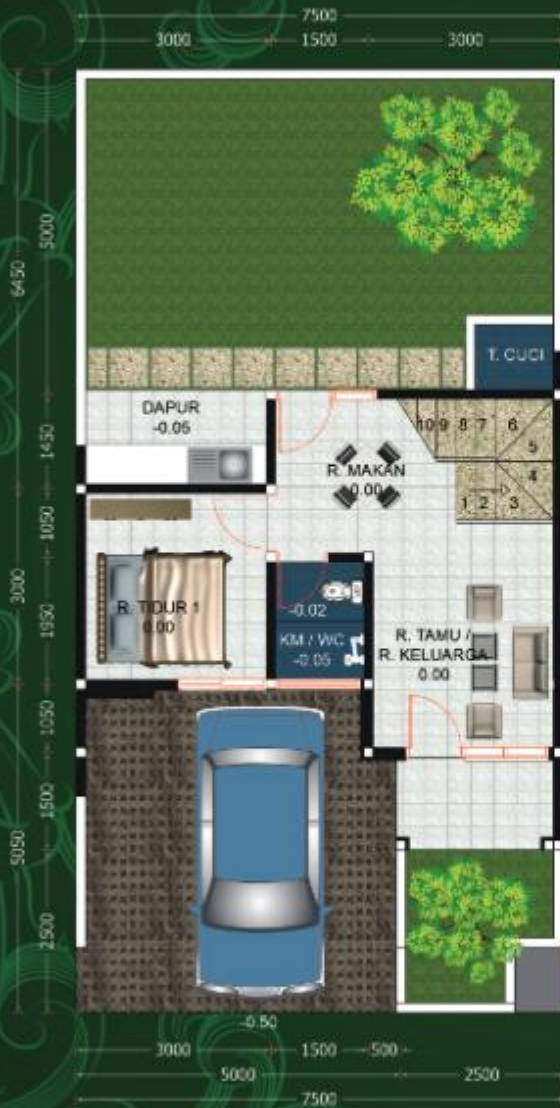 7500
3000 1500 3000
6450
5000
T. CUCI
DAPUR
-0.05
10 9 8 7 6
5
4
1 2 3
1450
R. MAKAN
0.00
1050
3000
1950
R. TIDUR 1
0.00
-0.02
KM / WC
-0.05
R. TAMU /
R. KELUARGA
0.00
1050
1500
5050
2500
-0.50
3000 1500 500
5000 2500
7500